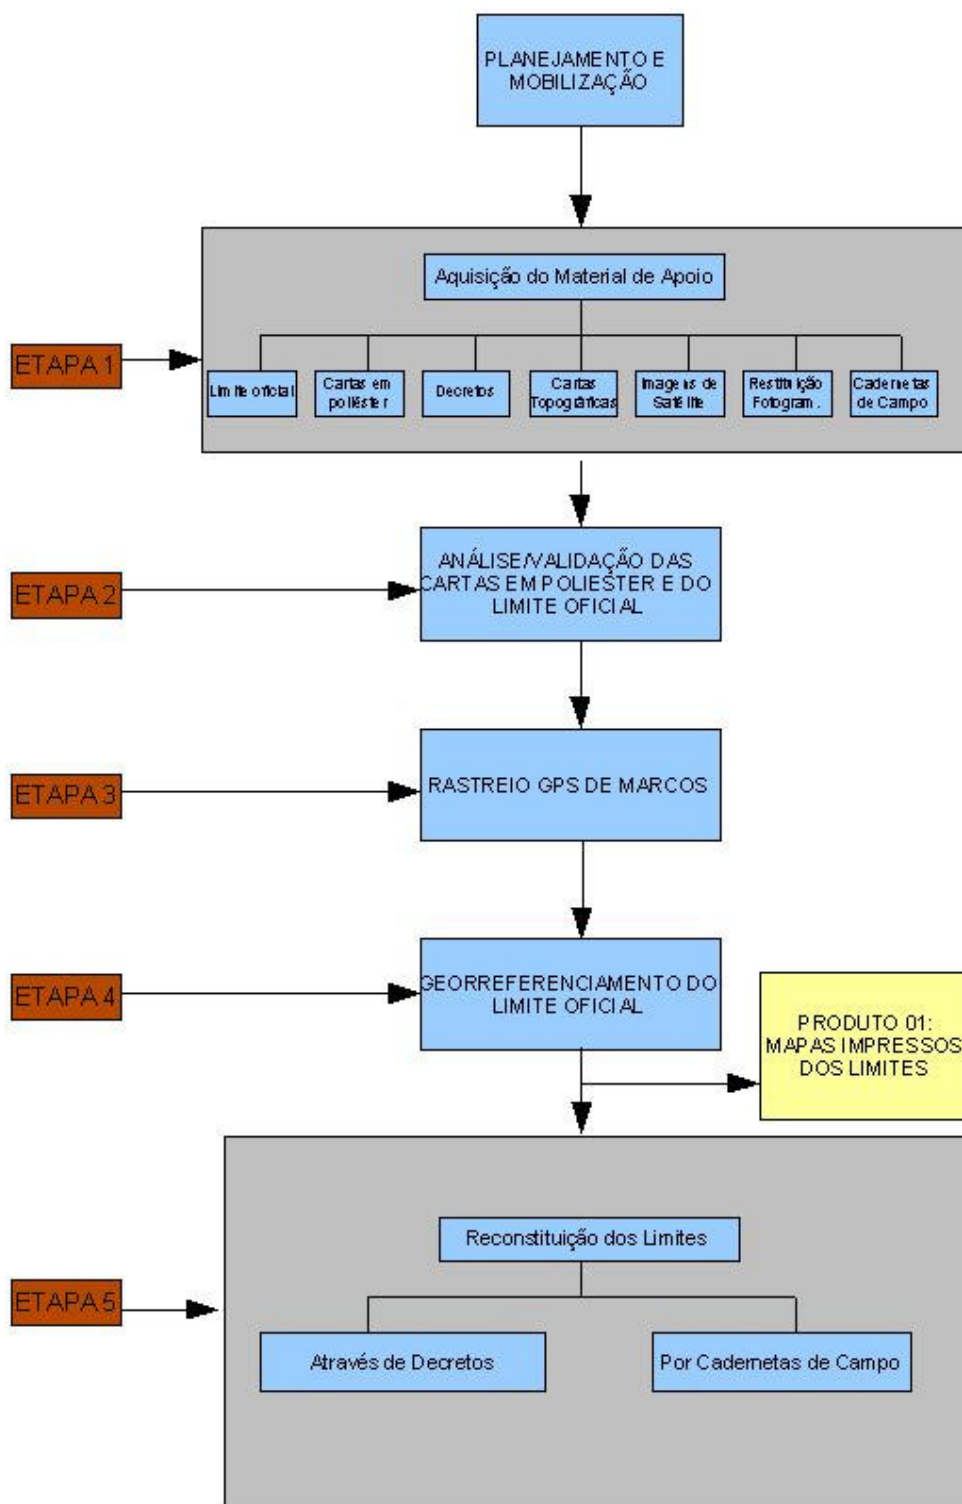 PLANEJAMENTO E
MOBILIZAÇÃO
Aquisição do Material de Apoio
ETAPA 1
Limite oficial
Cartas em
poliéster
Decretos
Cartas
Topográficas
Imagens de
Satélite
Restituição
Fotogram.
Cadernetas
de Campo
ANÁLISE/VALIDAÇÃO DAS
CARTAS EM POLIESTER E DO
LIMITE OFICIAL
ETAPA 2
RASTREIO GPS DE MARCOS
ETAPA 3
GEORREFERENCIAMENTO DO
LIMITE OFICIAL
ETAPA 4
PRODUTO 01:
MAPAS IMPRESSOS
DOS LIMITES
Reconstituição dos Limites
ETAPA 5
Através de Decretos
Por Cadernetas de Campo